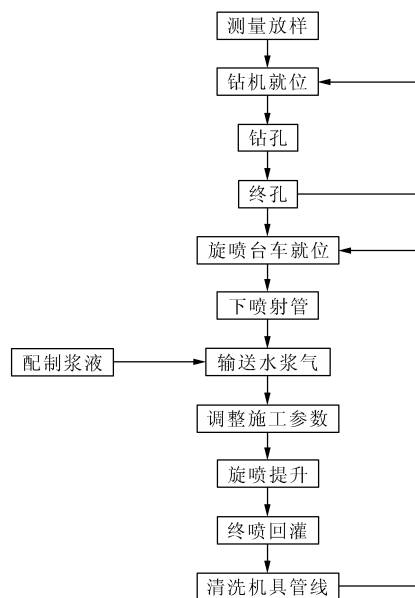 测量放样
钻机就位
钻孔
终孔
旋喷台车就位
下喷射管
配制浆液
输送水浆气
调整施工参数
旋喷提升
终喷回灌
清洗机具管线